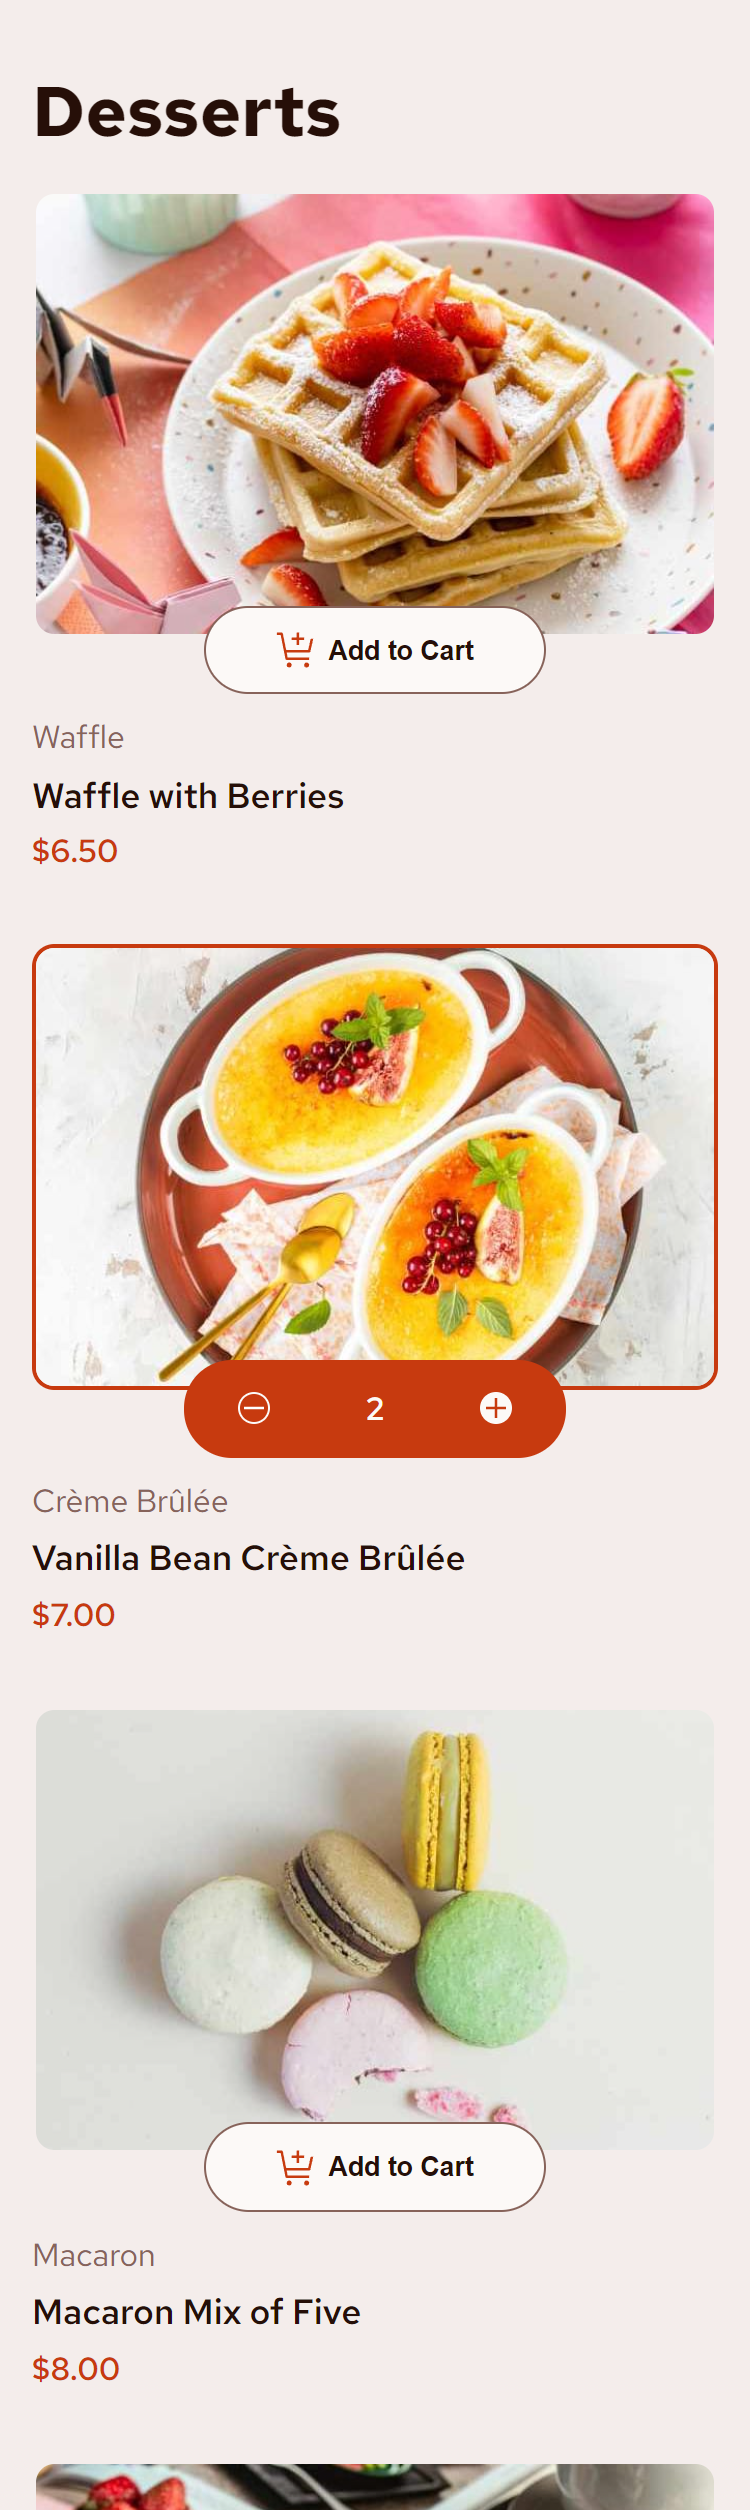 Desserts
Add to Cart
Waffle
Waffle with Berries
$6.50
2
Crème Brûlée
Vanilla Bean Crème Brûlée
$7.00
Add to Cart
Macaron
Macaron Mix of Five
$8.00